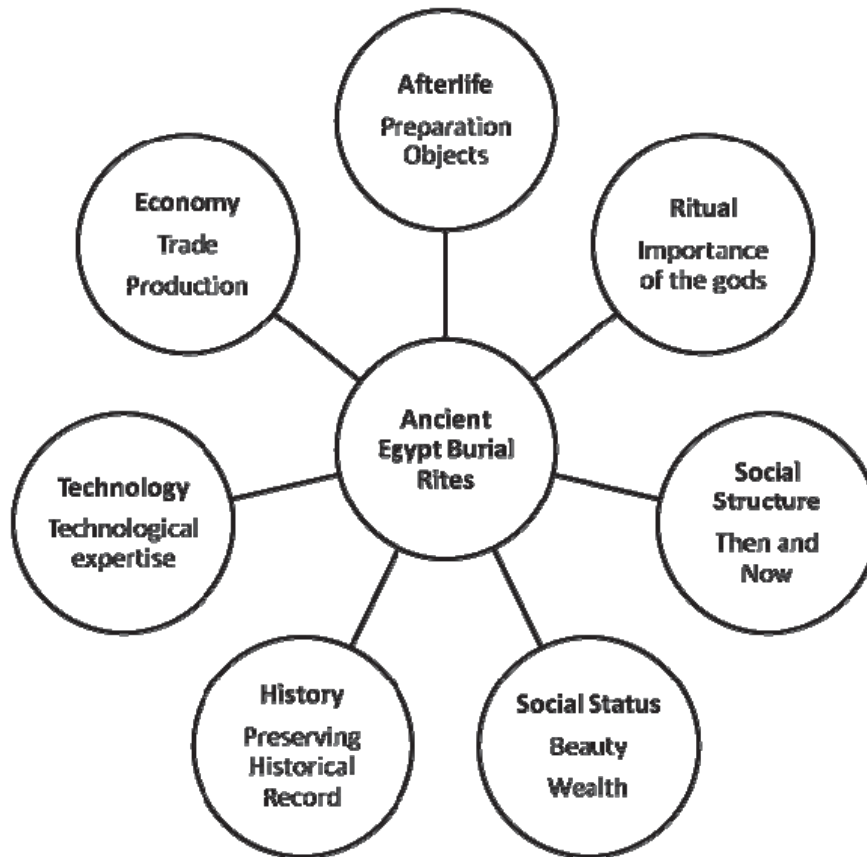 Afterlife
Preparation
Objects
Ritual
Importance
of the gods
Social
Structure
Then and
Now
Social Status
Beauty
Wealth
History
Preserving
Historical
Record
Technology
Technological
expertise
Economy
Trade
Production
Ancient
Egypt Burial
Rites